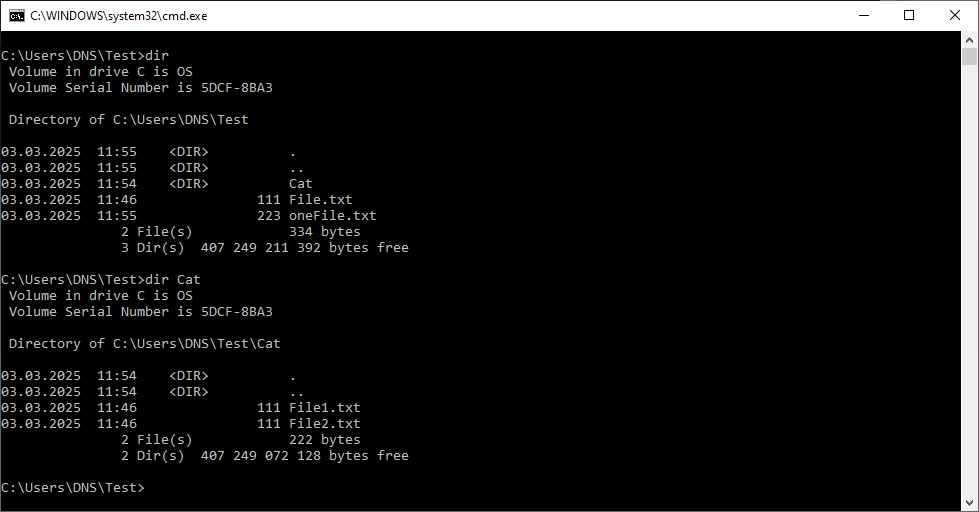 C:\WINDOWS\system32\cmd.exe
C:\Users\DNS\Test>dir
 Volume in drive C is OS
 Volume Serial Number is 5DCF-8BA3
 Directory of C:\Users\DNS\Test
03.03.2025  11:55    <DIR>          .
03.03.2025  11:55    <DIR>          ..
03.03.2025  11:54    <DIR>          Cat
03.03.2025  11:46               111 File.txt
03.03.2025  11:55               223 oneFile.txt
               2 File(s)            334 bytes
               3 Dir(s)  407 249 211 392 bytes free
C:\Users\DNS\Test>dir Cat
 Volume in drive C is OS
 Volume Serial Number is 5DCF-8BA3
 Directory of C:\Users\DNS\Test\Cat
03.03.2025  11:54    <DIR>          .
03.03.2025  11:54    <DIR>          ..
03.03.2025  11:46               111 File1.txt
03.03.2025  11:46               111 File2.txt
               2 File(s)            222 bytes
               2 Dir(s)  407 249 072 128 bytes free
C:\Users\DNS\Test>